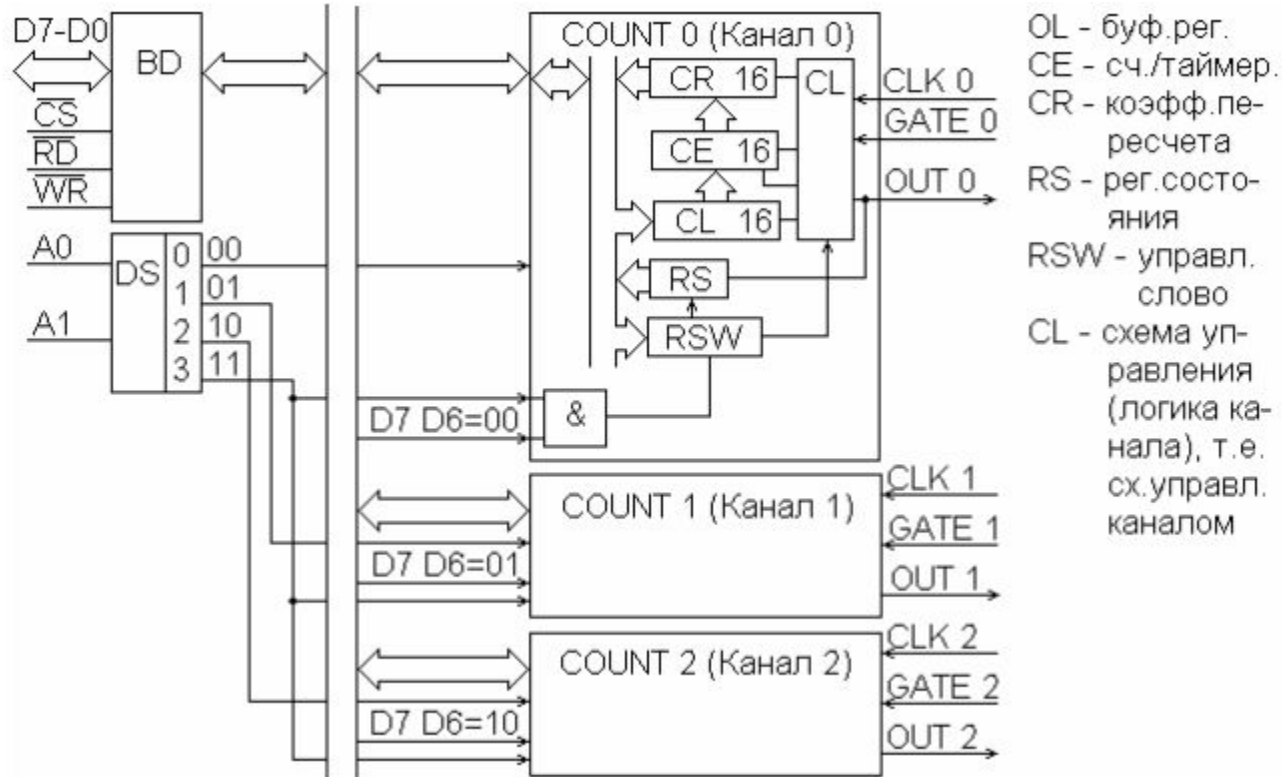 D7-D0
BD
CS
RD
WR
A0
A1
DS
0 00
1 01
2 10
3 11
COUNT 0 (Канал 0)
CR 16
CE 16
CL 16
CL
RS
RSW
&
D7 D6=00
CLK 0
GATE 0
OUT 0
COUNT 1 (Канал 1)
D7 D6=01
CLK 1
GATE 1
OUT 1
COUNT 2 (Канал 2)
D7 D6=10
CLK 2
GATE 2
OUT 2
OL - буф.рег.
CE - сч./таймер.
CR - коэфф.пе-
ресчета
RS - рег.состо-
яния
RSW - управл.
слово
CL - схема уп-
равления
(логика ка-
нала), т.е.
сх.управл.
каналом